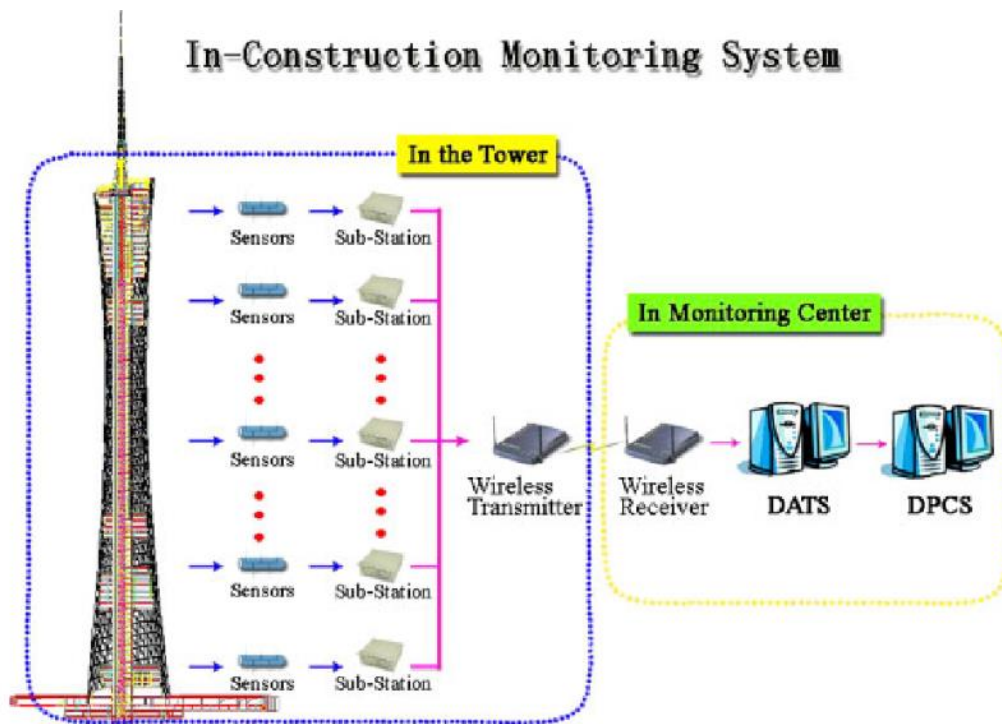 In-Construction Monitoring System
In the Tower
Sensors
Sub-Station
Sensors
Sub-Station
In Monitoring Center
Sensors
Sub-Station
Wireless
Transmitter
Wireless
Receiver
DATS
DPCS
Sensors
Sub-Station
Sensors
Sub-Station